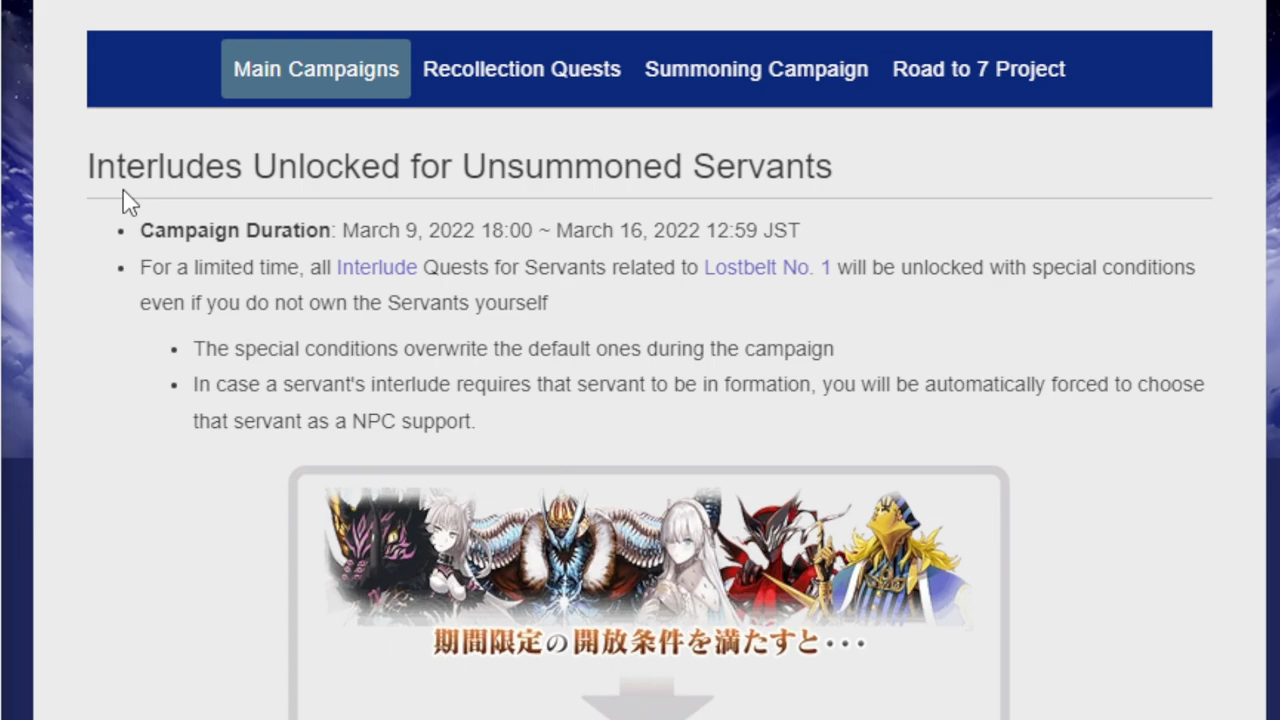 Main Campaigns Recollection Quests Summoning Campaign Road to 7 Project
Interludes Unlocked for Unsummoned Servants
Campaign Duration: March 9, 2022 18:00 ~ March 16, 2022 12:59 JST
For a limited time, all Interlude Quests for Servants related to Lostbelt No. 1 will be unlocked with special conditions
even if you do not own the Servants yourself
The special conditions overwrite the default ones during the campaign
In case a servant's interlude requires that servant to be in formation, you will be automatically forced to choose
that servant as a NPC support.
期間限定の開放条件を満たすと・・・